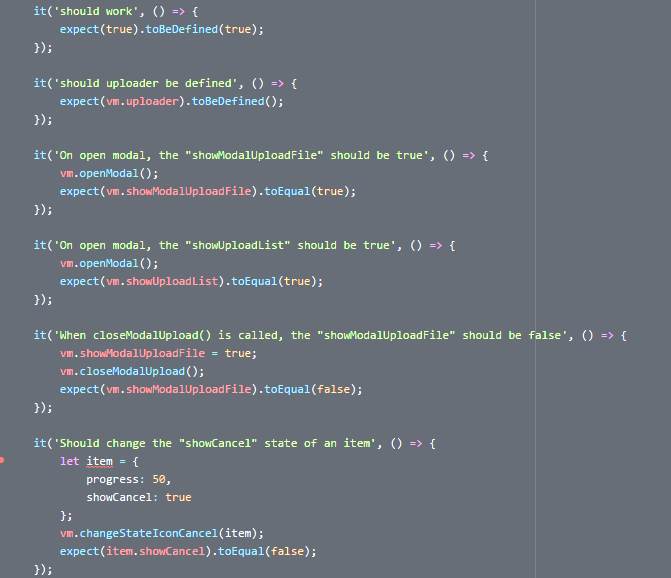 it('should work', () => {
    expect(true).toBeDefined(true);
});
it('should uploader be defined', () => {
    expect(vm.uploader).toBeDefined();
});
it('On open modal, the "showModalUploadFile" should be true', () => {
    vm.openModal();
    expect(vm.showModalUploadFile).toEqual(true);
});
it('On open modal, the "showUploadList" should be true', () => {
    vm.openModal();
    expect(vm.showUploadList).toEqual(true);
});
it('When closeModalUpload() is called, the "showModalUploadFile" should be false', () => {
    vm.showModalUploadFile = true;
    vm.closeModalUpload();
    expect(vm.showModalUploadFile).toEqual(false);
});
it('Should change the "showCancel" state of an item', () => {
    let item = {
        progress: 50,
        showCancel: true
    };
    vm.changeStateIconCancel(item);
    expect(item.showCancel).toEqual(false);
});